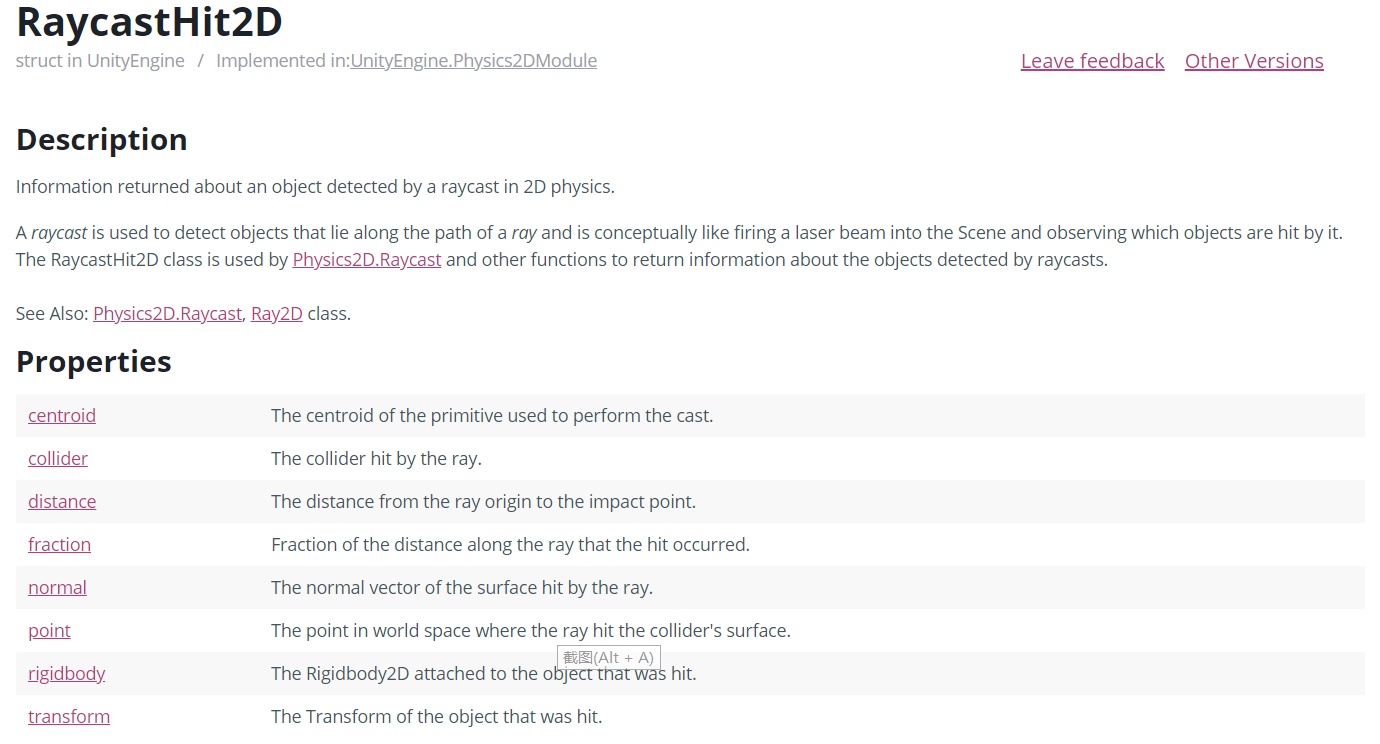 RaycastHit2D
struct in UnityEngine / Implemented in:UnityEngine.Physics2DModule
Leave feedback Other Versions
Description
Information returned about an object detected by a raycast in 2D physics.
A raycast is used to detect objects that lie along the path of a ray and is conceptually like firing a laser beam into the Scene and observing which objects are hit by it.
The RaycastHit2D class is used by Physics2D.Raycast and other functions to return information about the objects detected by raycasts.
See Also: Physics2D.Raycast, Ray2D class.
Properties
centroid The centroid of the primitive used to perform the cast.
collider The collider hit by the ray.
distance The distance from the ray origin to the impact point.
fraction Fraction of the distance along the ray that the hit occurred.
normal The normal vector of the surface hit by the ray.
point The point in world space where the ray hit the collider's surface.
截图(Alt + A)
rigidbody The Rigidbody2D attached to the object that was hit.
transform The Transform of the object that was hit.